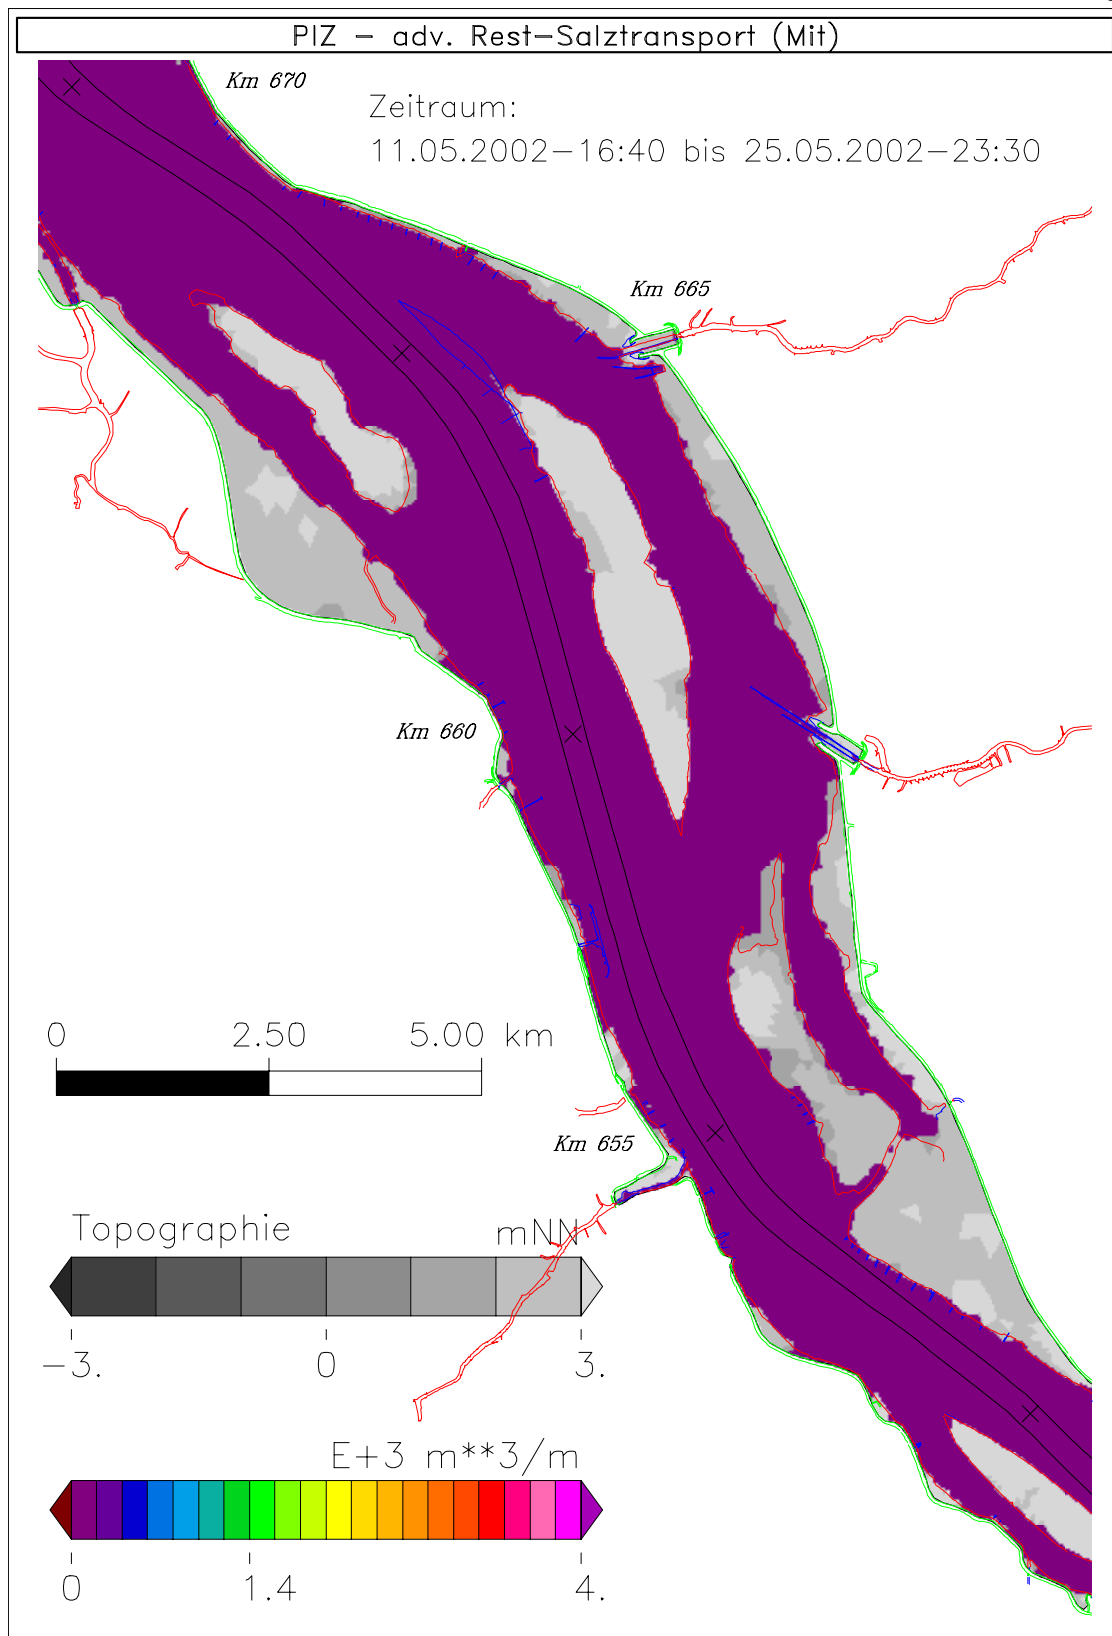 PIZ - adv. Rest-Salztransport (Mit)
Km 670
Zeitraum:
11.05.2002-16:40 bis 25.05.2002-23:30
Km 665
Km 660
0 2.50 5.00 km
Km 655
Topographie mNN
-3. 0 3.
E+3 m**3/m
0 1.4 4.